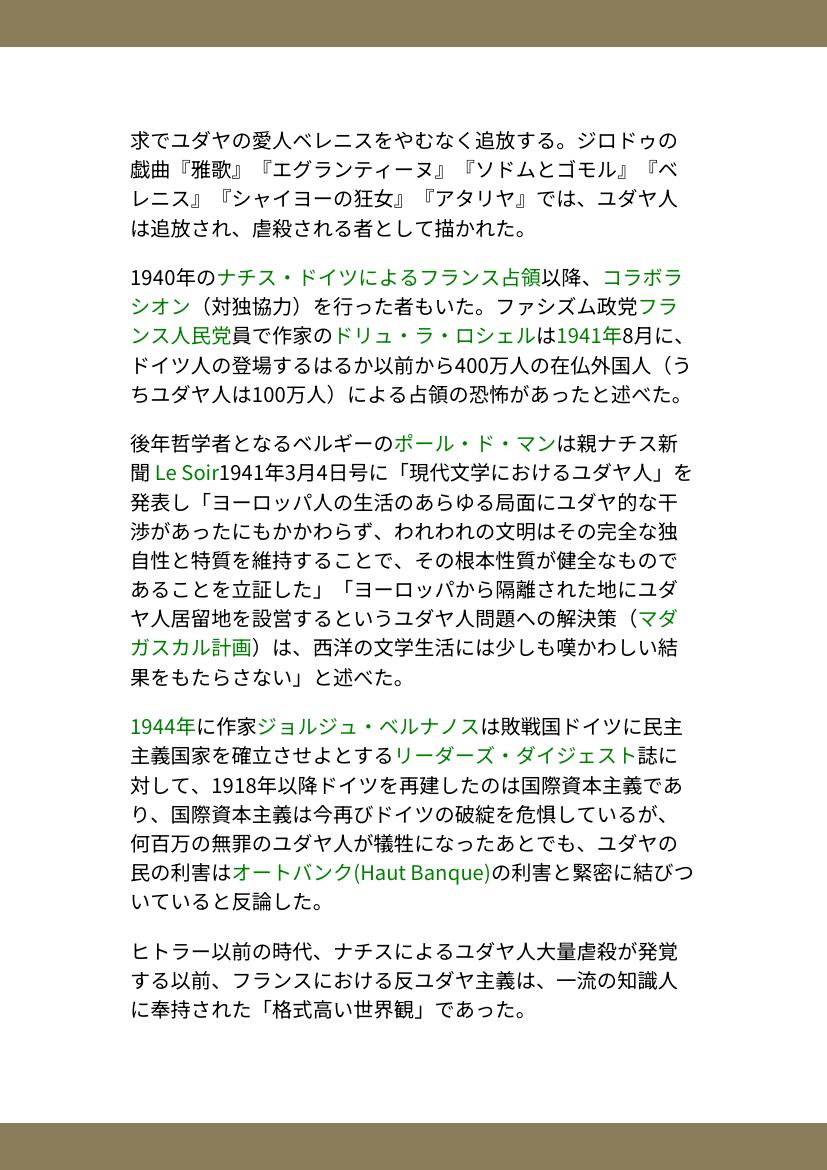 求でユダヤの愛人ベレニスをやむなく追放する。ジロドゥの
戯曲『雅歌』『エグランティーヌ』『ソドムとゴモル』『ベ
レニス』『シャイヨーの狂女』『アタリヤ』では、ユダヤ人
は追放され、虐殺される者として描かれた。
1940年のナチス・ドイツによるフランス占領以降、コラボラ
シオン（対独協力）を行った者もいた。ファシズム政党フラ
ンス人民党員で作家のドリュ・ラ・ロシェルは1941年8月に、
ドイツ人の登場するはるか以前から400万人の在仏外国人（う
ちユダヤ人は100万人）による占領の恐怖があったと述べた。
後年哲学者となるベルギーのポール・ド・マンは親ナチス新
聞 Le Soir1941年3月4日号に「現代文学におけるユダヤ人」を
発表し「ヨーロッパ人の生活のあらゆる局面にユダヤ的な干
渉があったにもかかわらず、われわれの文明はその完全な独
自性と特質を維持することで、その根本性質が健全なもので
あることを立証した」「ヨーロッパから隔離された地にユダ
ヤ人居留地を設営するというユダヤ人問題への解決策（マダ
ガスカル計画）は、西洋の文学生活には少しも嘆かわしい結
果をもたらさない」と述べた。
1944年に作家ジョルジュ・ベルナノスは敗戦国ドイツに民主
主義国家を確立させよとするリーダーズ・ダイジェスト誌に
対して、1918年以降ドイツを再建したのは国際資本主義であ
り、国際資本主義は今再びドイツの破綻を危惧しているが、
何百万の無罪のユダヤ人が犠牲になったあとでも、ユダヤの
民の利害はオートバンク(Haut Banque)の利害と緊密に結びつ
いていると反論した。
ヒトラー以前の時代、ナチスによるユダヤ人大量虐殺が発覚
する以前、フランスにおける反ユダヤ主義は、一流の知識人
に奉持された「格式高い世界観」であった。